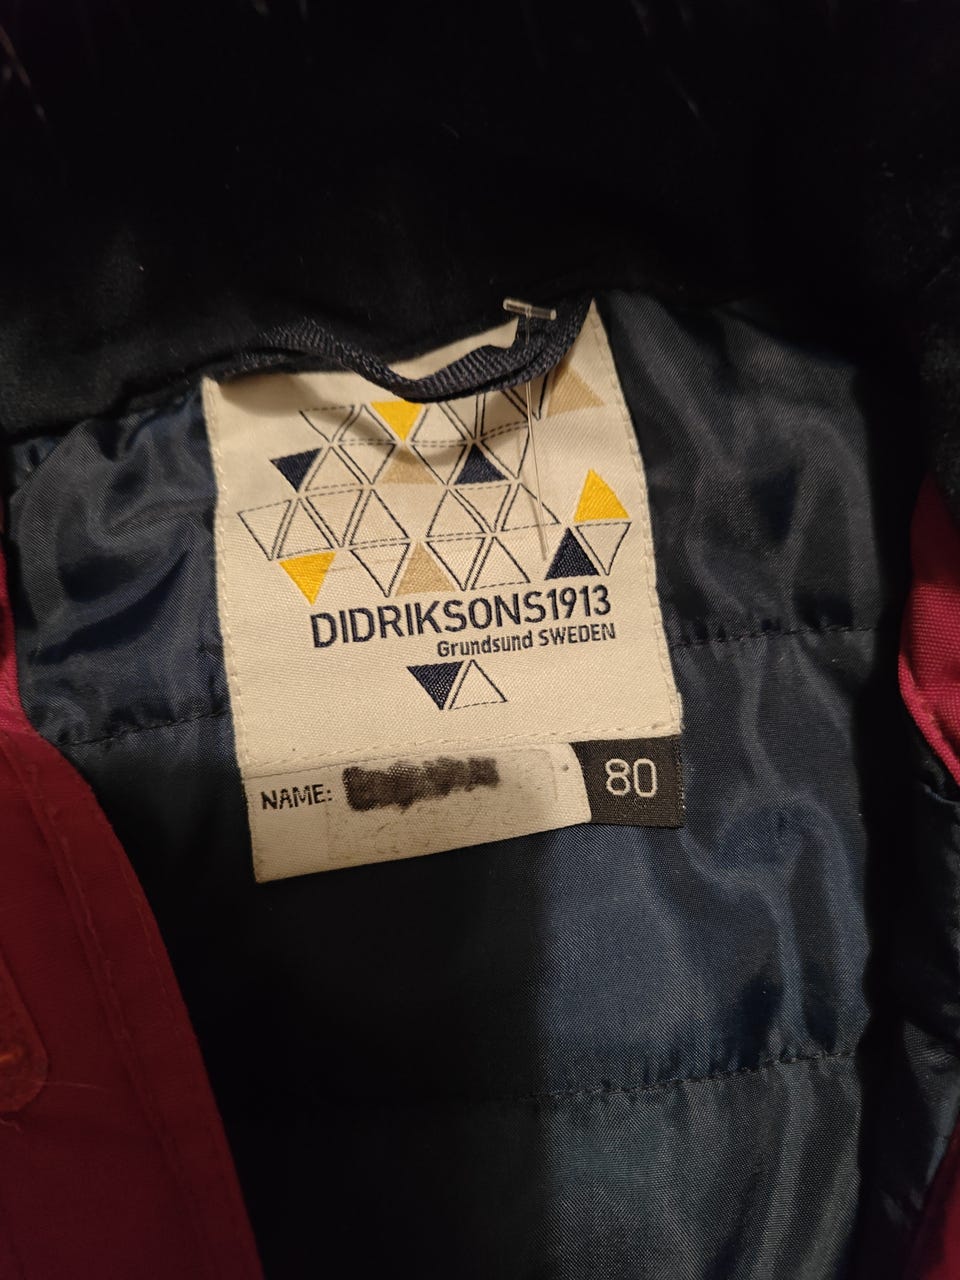 DIDRIKSONS1913
Grundsund SWEDEN
NAME:
80